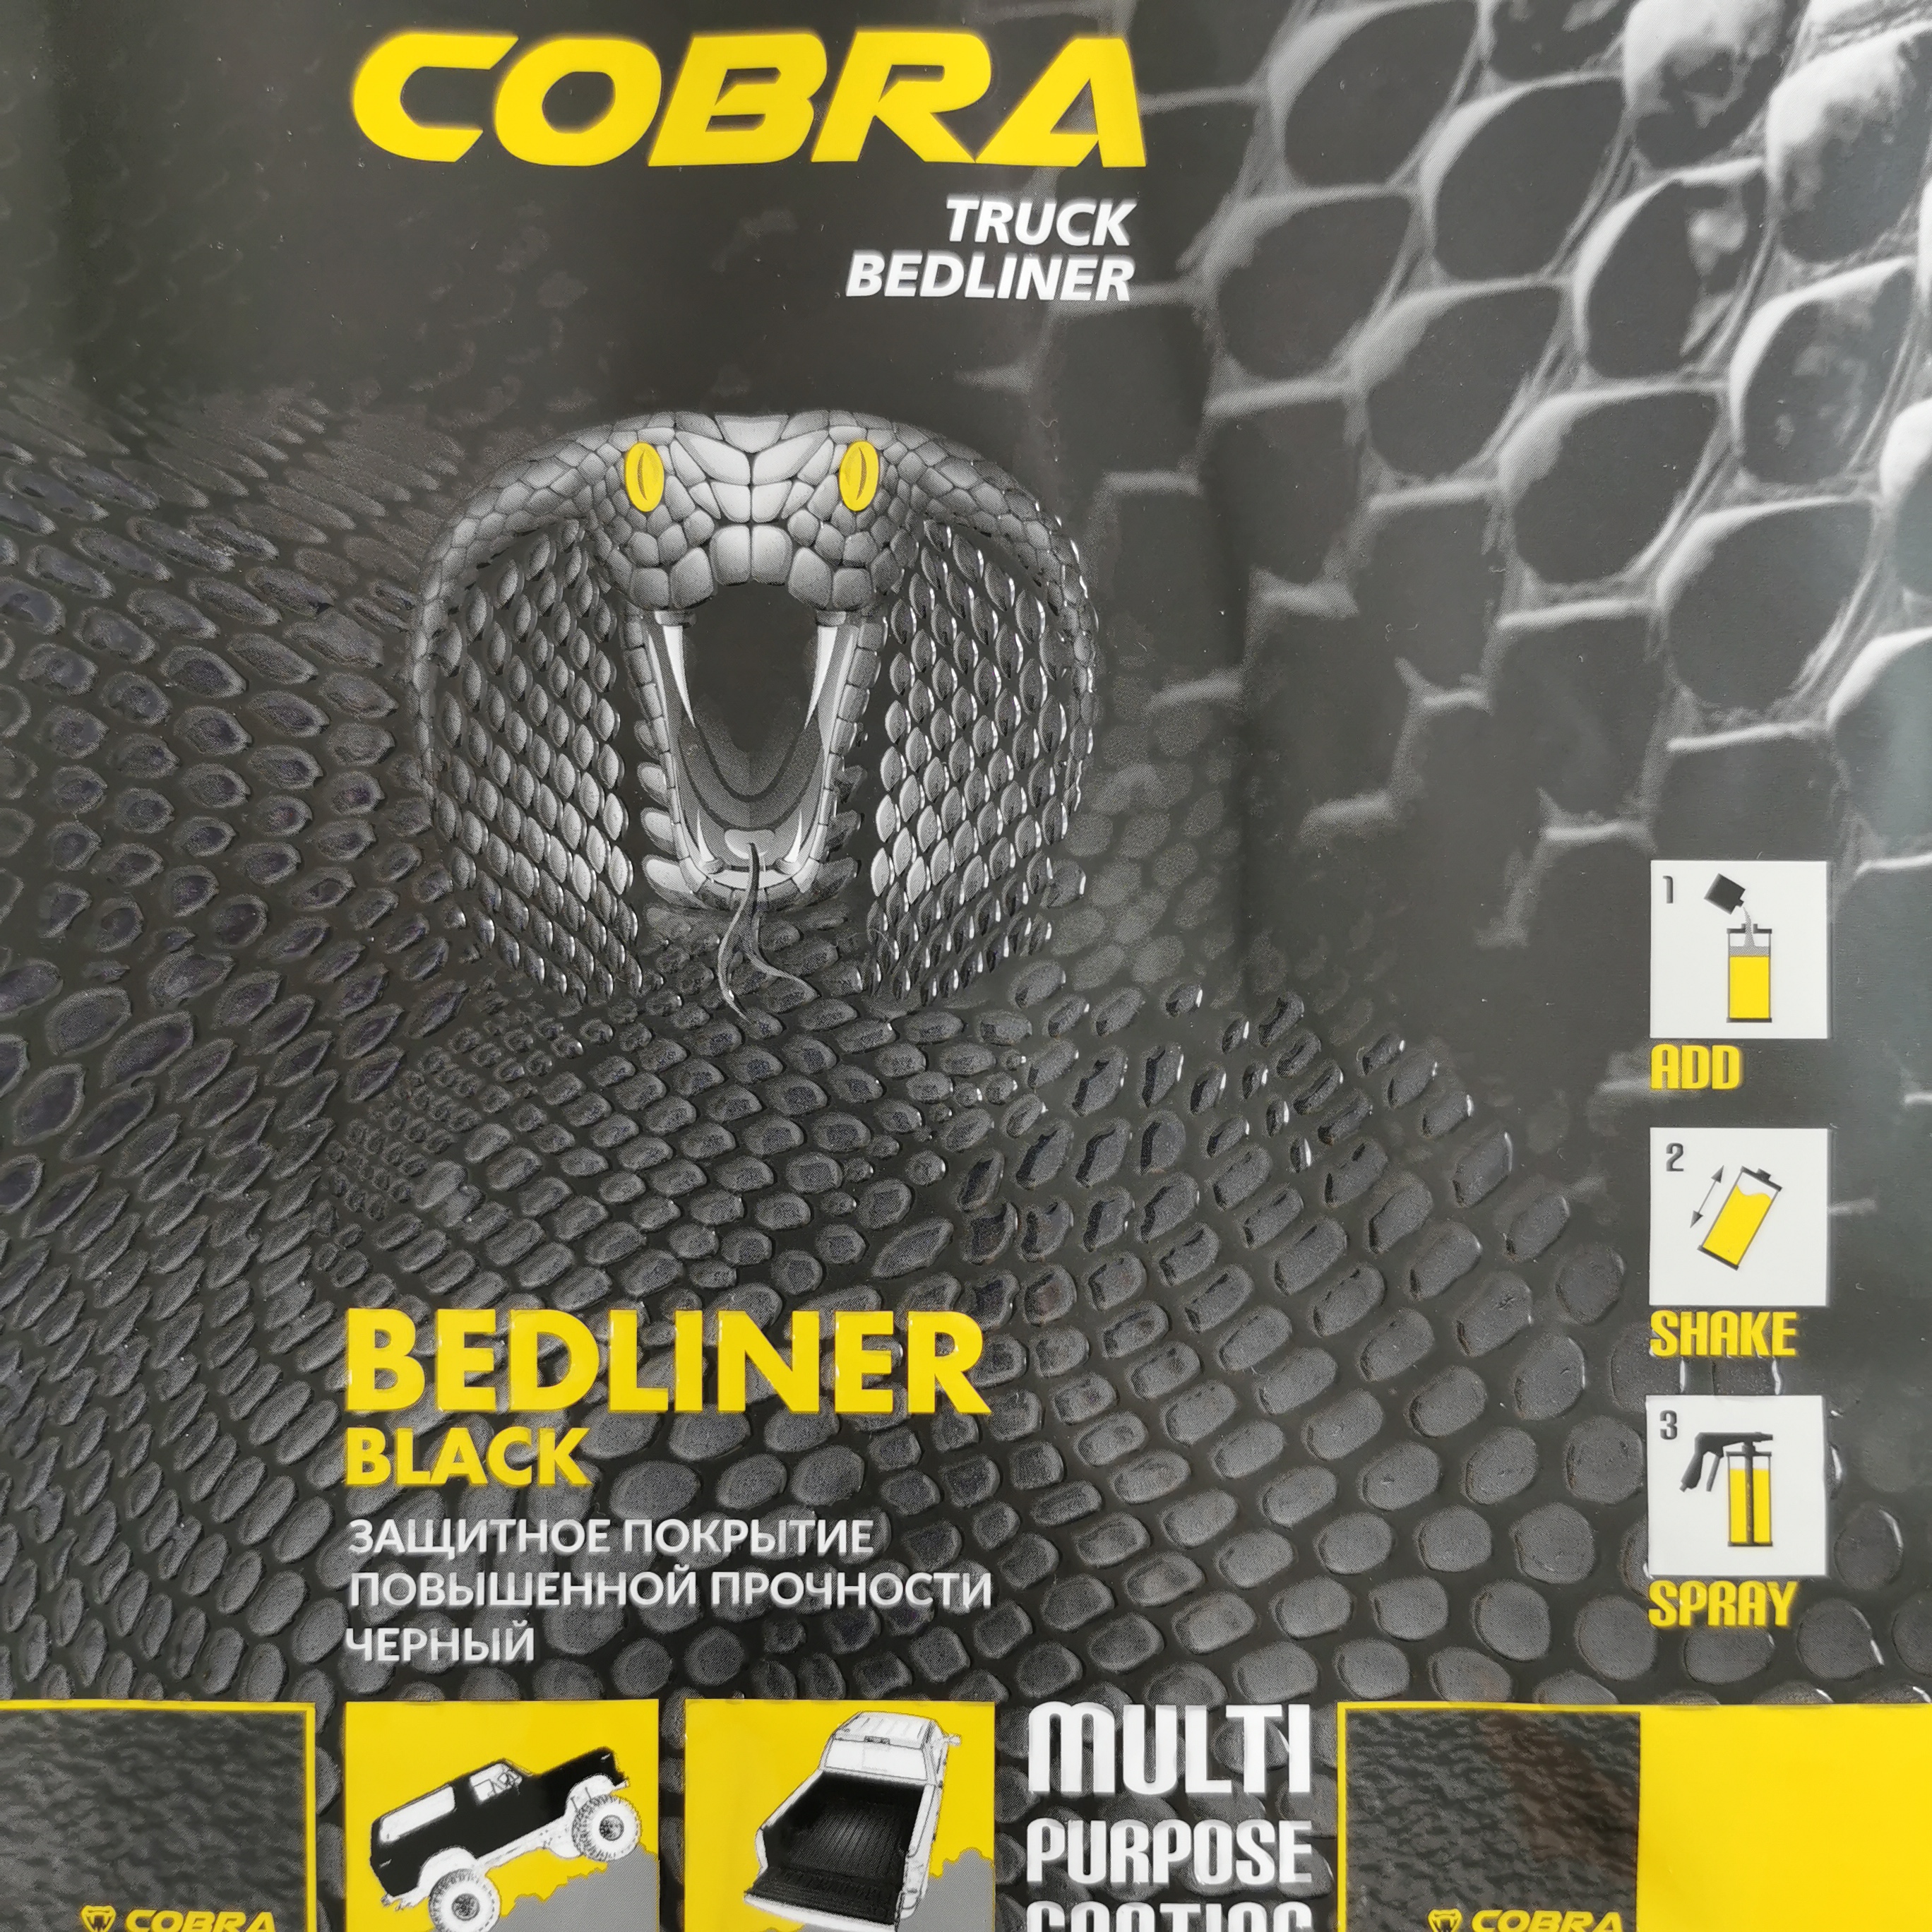 COBRA
TRUCK
BEDLINER
1
ADD
2
SHAKE
3
SPRAY
BEDLINER
BLACK
ЗАЩИТНОЕ ПОКРЫТИЕ
ПОВЫШЕННОЙ ПРОЧНОСТИ
ЧЕРНЫЙ
MULTI
PURPOSE
COATING
COBRA
COBRA